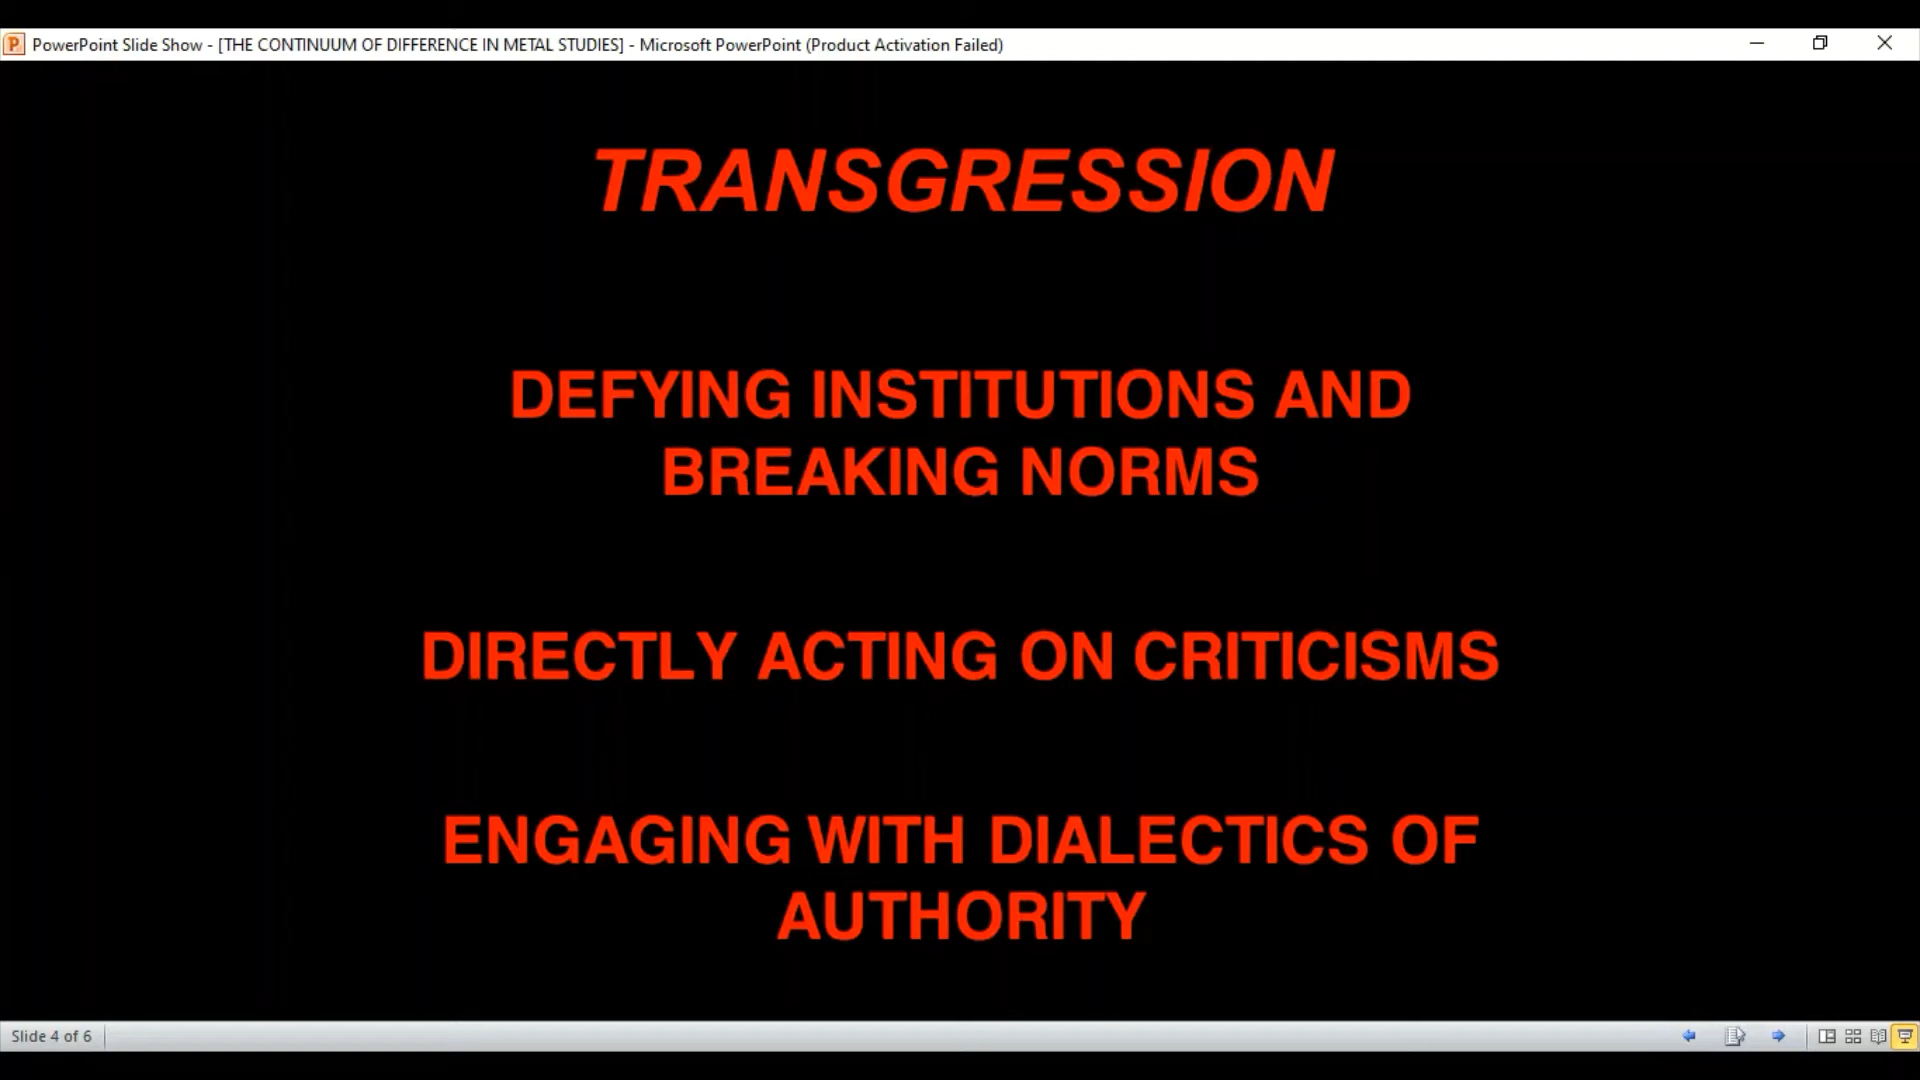 PowerPoint Slide Show - [THE CONTINUUM OF DIFFERENCE IN METAL STUDIES] - Microsoft PowerPoint (Product Activation Failed)
TRANSGRESSION
DEFYING INSTITUTIONS AND
BREAKING NORMS
DIRECTLY ACTING ON CRITICISMS
ENGAGING WITH DIALECTICS OF
AUTHORITY
Slide 4 of 6